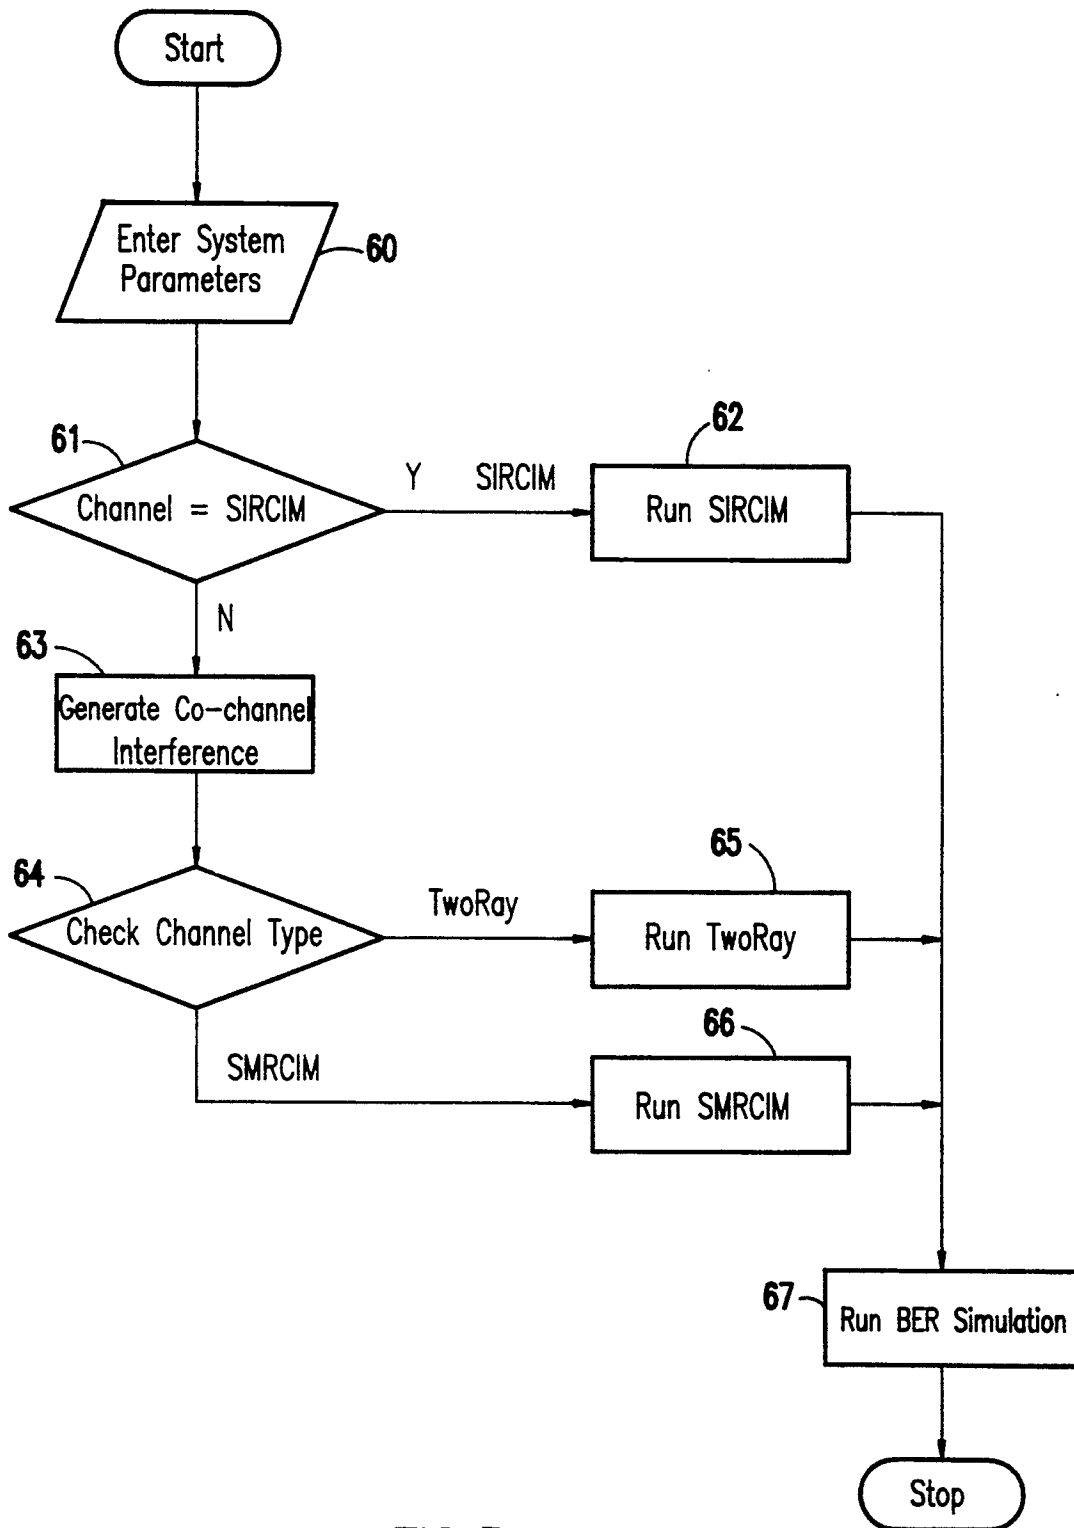 Start
Enter System
Parameters
60
61
Channel = SIRCIM
Y
SIRCIM
62
Run SIRCIM
N
63
Generate Co-channel
Interference
64
Check Channel Type
TwoRay
65
Run TwoRay
SMRCIM
66
Run SMRCIM
67
Run BER Simulation
Stop